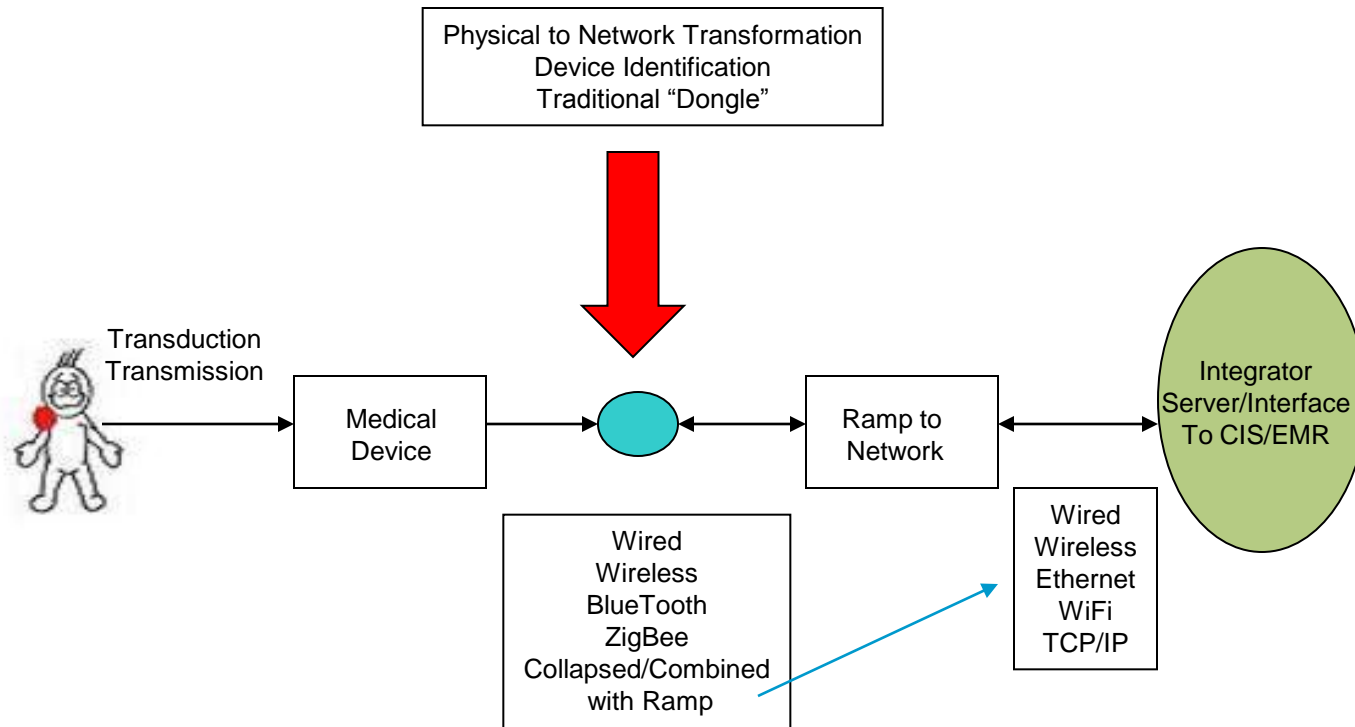 Physical to Network Transformation
Device Identification
Traditional “Dongle”
Transduction
Transmission
Medical
Device
Ramp to
Network
Integrator
Server/Interface
To CIS/EMR
Wired
Wireless
BlueTooth
ZigBee
Collapsed/Combined
with Ramp
Wired
Wireless
Ethernet
WiFi
TCP/IP